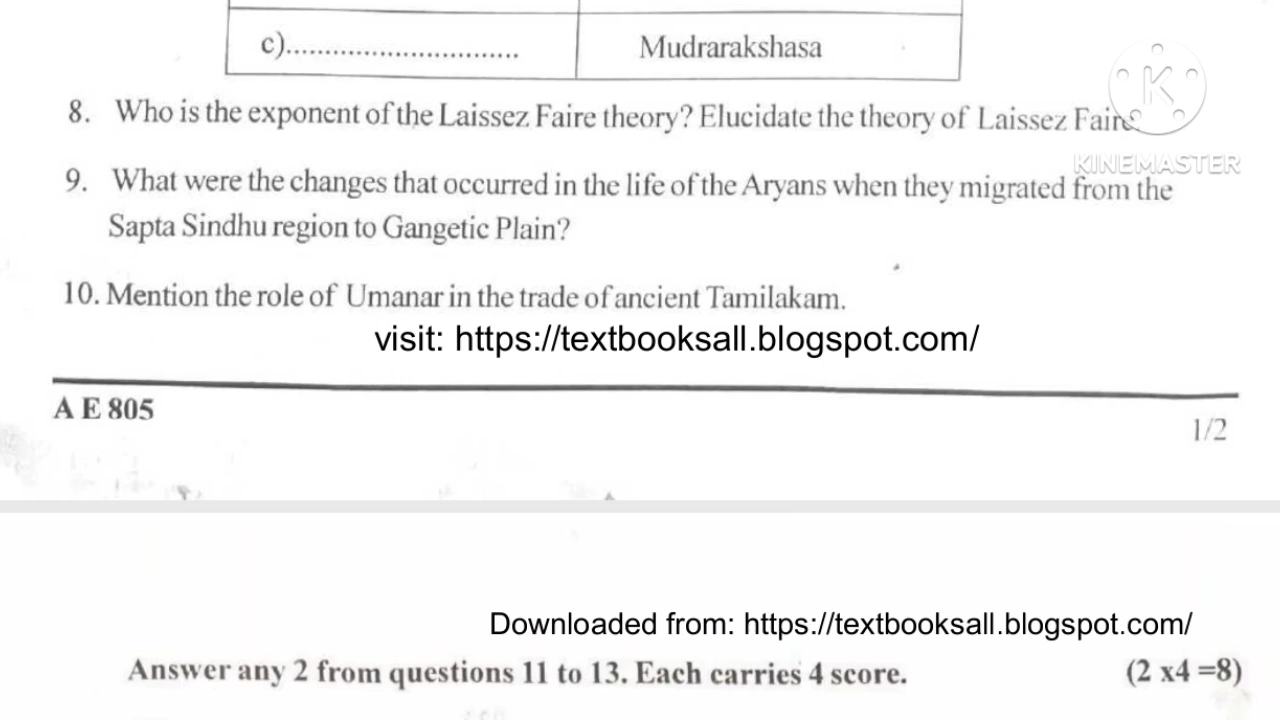 c)..............................
Mudrarakshasa
8. Who is the exponent of the Laissez Faire theory? Elucidate the theory of Laissez Faire.
K
KINEMASTER
9. What were the changes that occurred in the life of the Aryans when they migrated from the
Sapta Sindhu region to Gangetic Plain?
10. Mention the role of Umanar in the trade of ancient Tamilakam.
visit: https://textbooksall.blogspot.com/
A E 805
1/2
Downloaded from: https://textbooksall.blogspot.com/
Answer any 2 from questions 11 to 13. Each carries 4 score. (2 x4 =8)